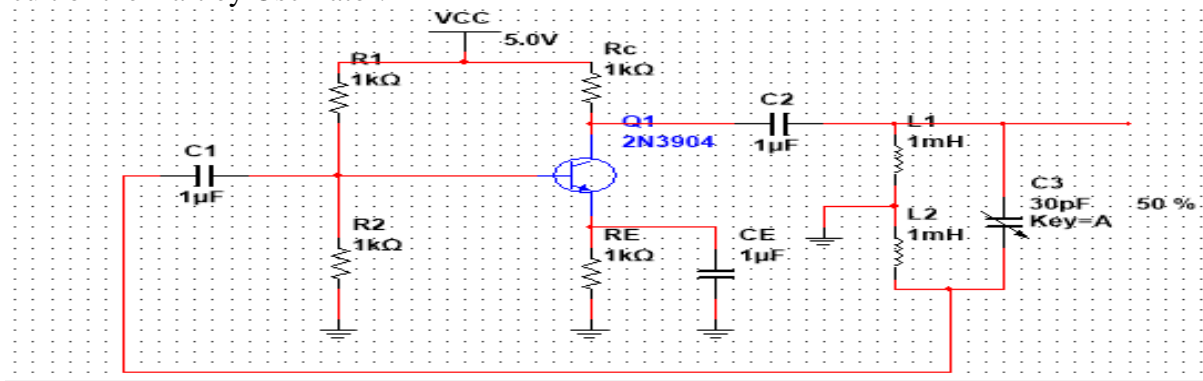 VCC
5.0V
R1
1kΩ
Rc
1kΩ
C2
1µF
Q1
2N3904
L1
1mH
C1
1µF
C3
30pF 50 %
Key=A
R2
1kΩ
RE
1kΩ
CE
1µF
L2
1mH